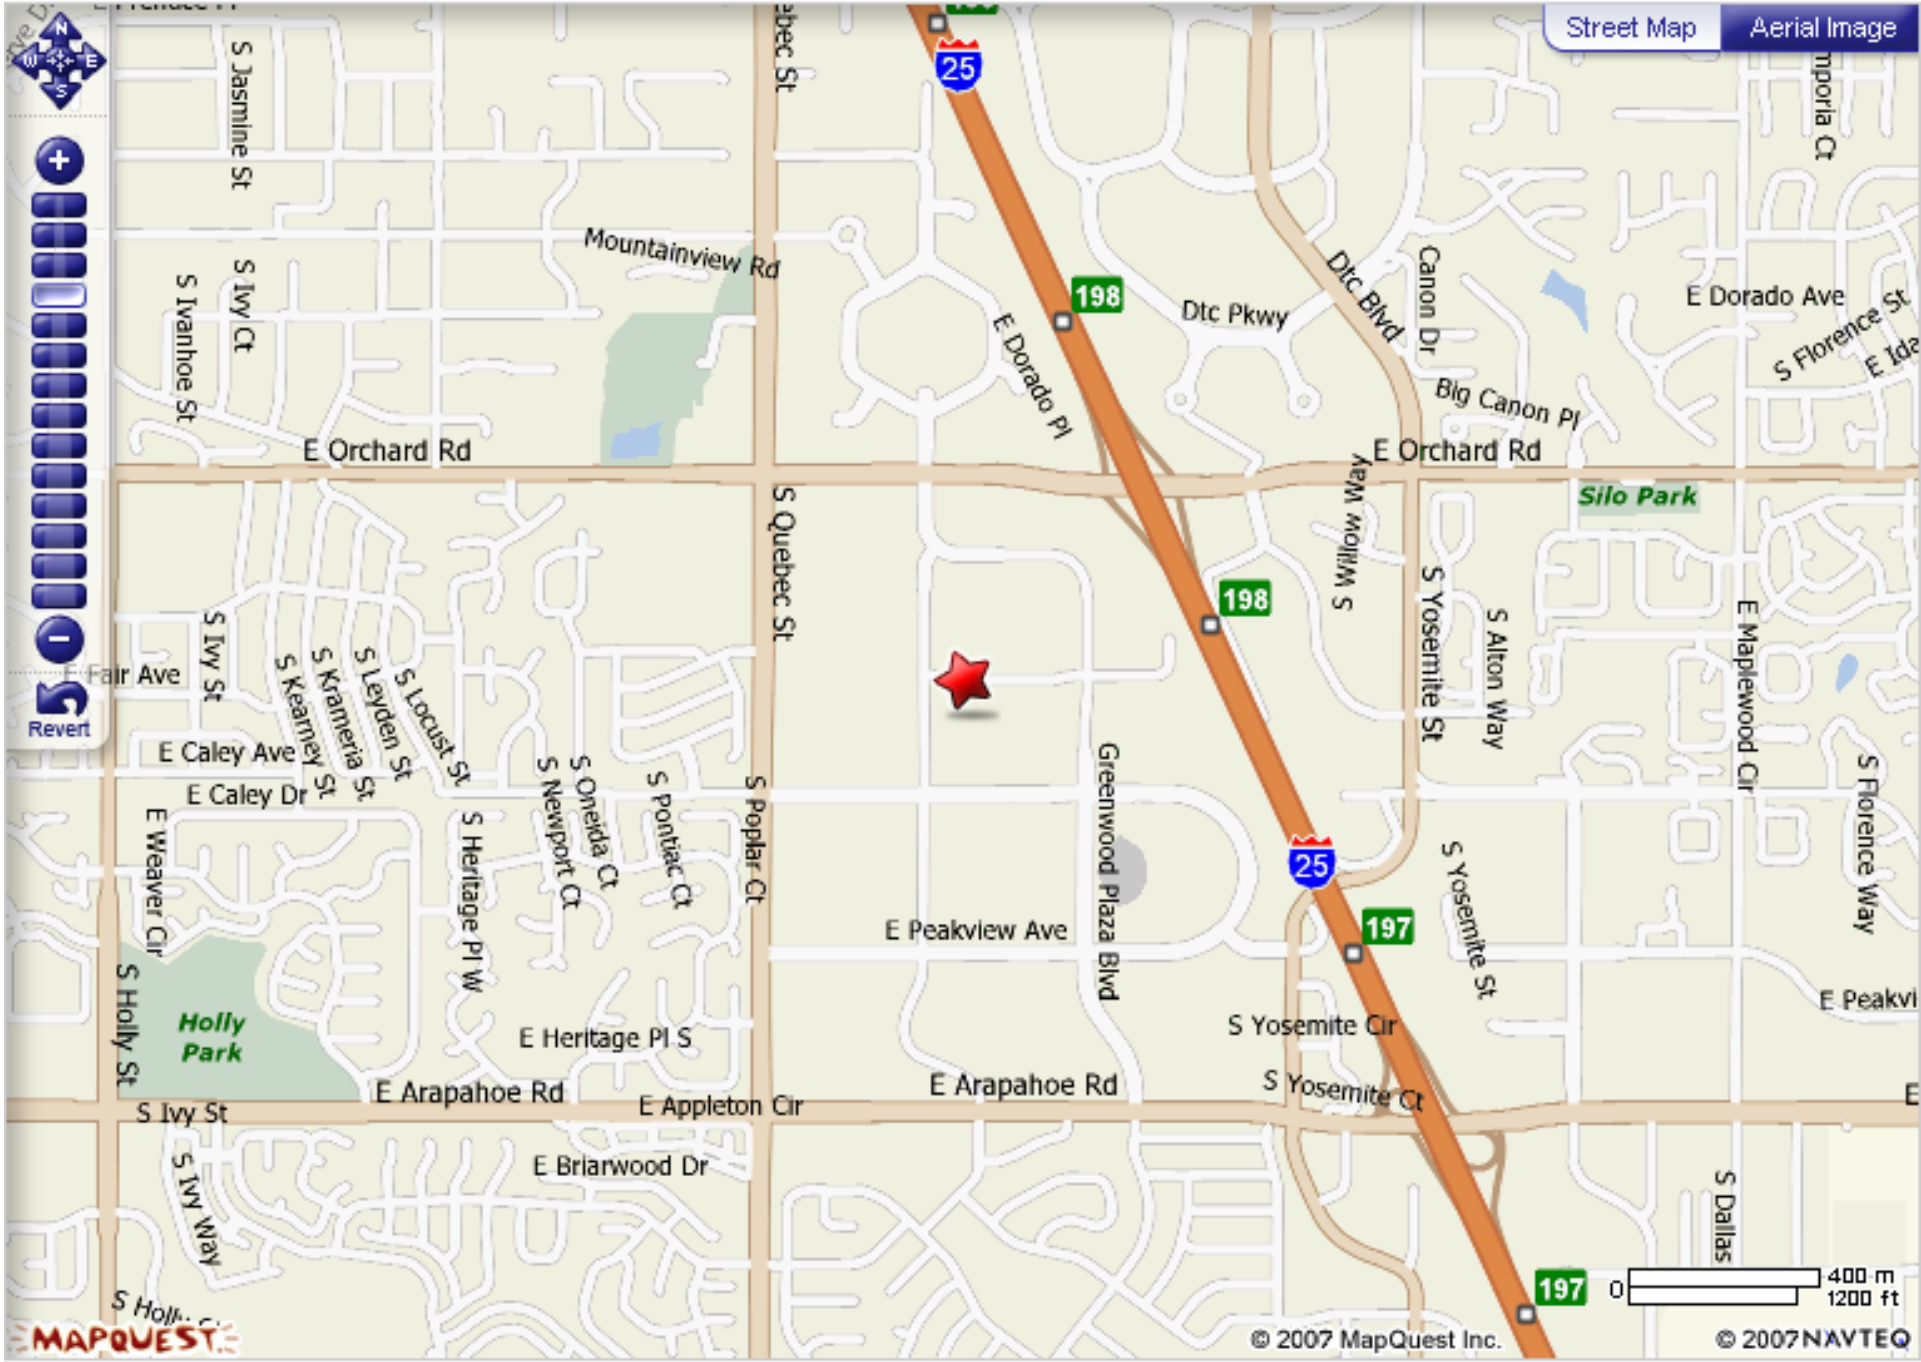 Street Map
Aerial Image
N
W
E
S
25
S Jasmine St
Mountainview Rd
S Ivanhoe St
S Ivy Ct
198
E Dorado Pl
Dtc Pkwy
Dtc Blvd
Canon Dr
E Dorado Ave
S Florence St
E Ida
Big Canon Pl
E Orchard Rd
E Orchard Rd
Silo Park
S Quebec St
S Willow Way
198
S Yosemite St
S Alton Way
E Maplewood Cir
S Ivy St
E Fair Ave
S Kearney St
S Krameria St
S Leyden St
S Locust St
Revert
E Caley Ave
E Caley Dr
E Weaver Cir
S Heritage Pl W
S Newport Ct
S Oneida Ct
S Pontiac Ct
S Poplar Ct
Greenwood Plaza Blvd
S Florence Way
25
S Yosemite St
197
E Peakview Ave
S Holly St
Holly
Park
E Heritage Pl S
S Yosemite Cir
E Peakvi
E Arapahoe Rd
E Arapahoe Rd
S Yosemite Ct
S Ivy St
E Appleton Cir
E
E Briarwood Dr
S Ivy Way
S Dallas
197
0
400 m
1200 ft
MAPQUEST
© 2007 MapQuest Inc.
© 2007 NAVTEQ